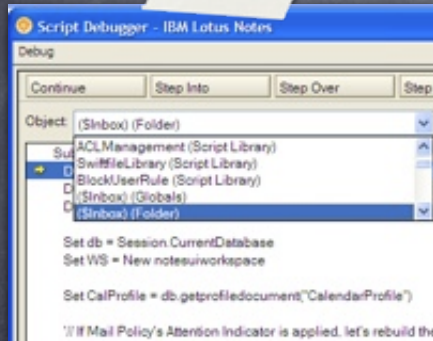 Script Debugger - IBM Lotus Notes
Debug
Continue Step Into Step Over Step
Object: ($Inbox) (Folder)
Su
ACLManagement (Script Library)
D
SwiftfileLibrary (Script Library)
D
BlockUserRule (Script Library)
D
($Inbox) (Globals)
($Inbox) (Folder)
Set db = Session.CurrentDatabase
Set WS = New notesuiworkspace
Set CalProfile = db.getprofiledocument("CalendarProfile")
If Mail Policy's Attention Indicator is applied, let's rebuild the